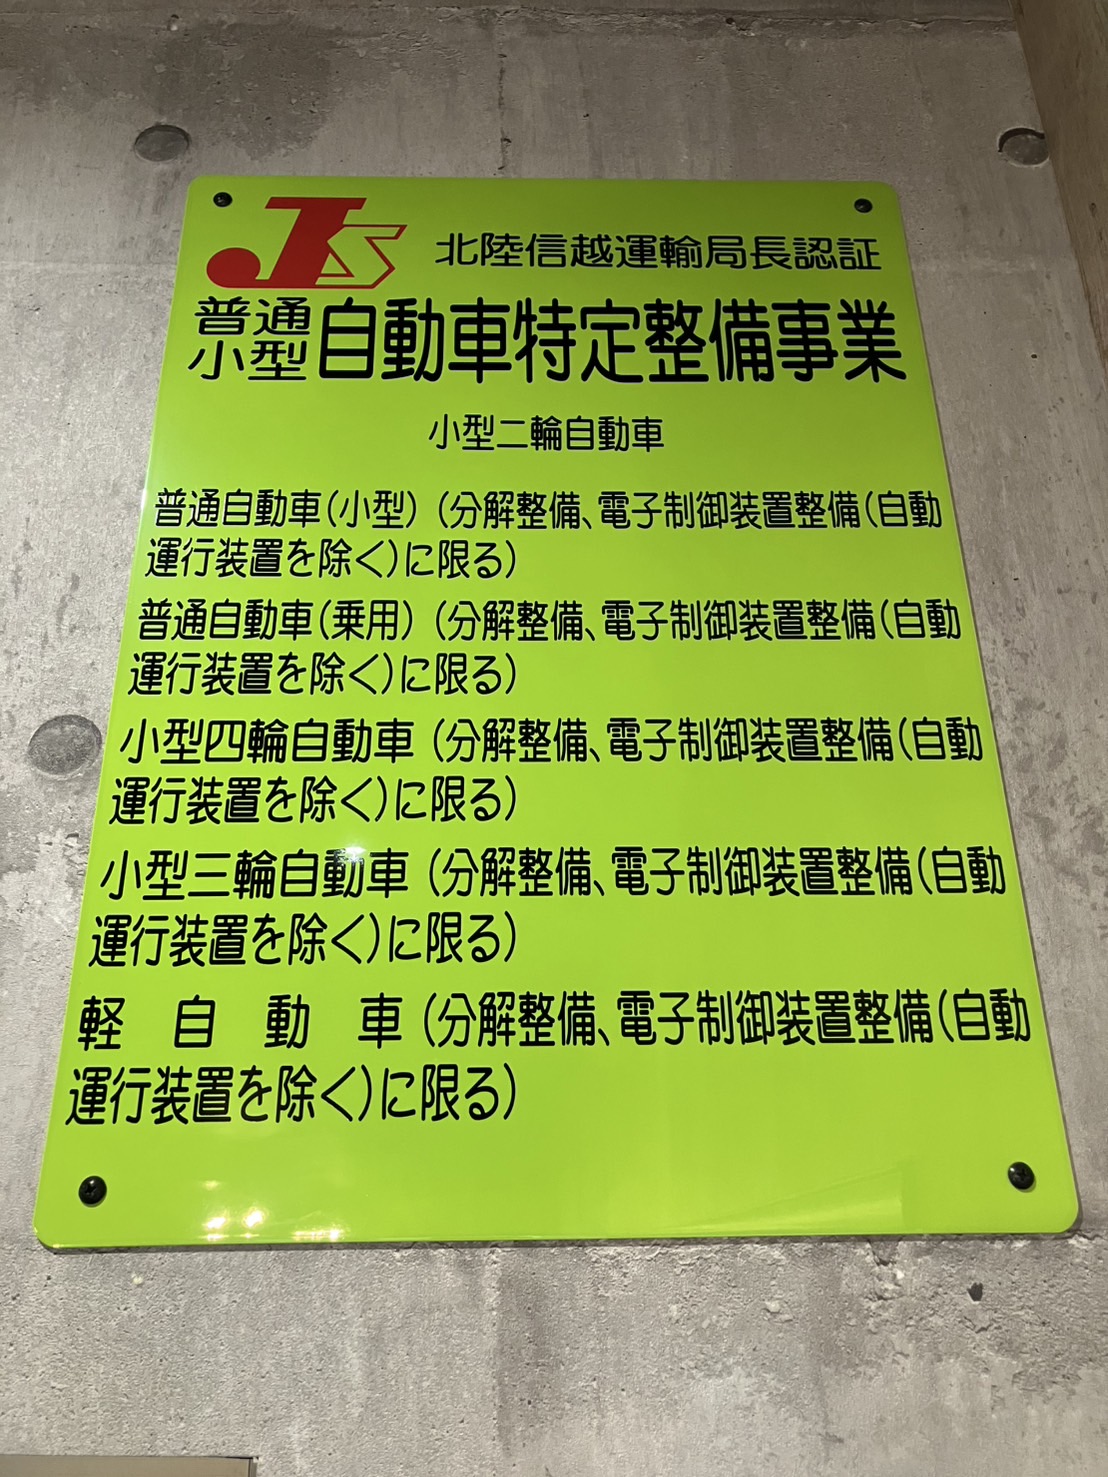 JS 北陸信越運輸局長認証
普通
小型 自動車特定整備事業
小型二輪自動車
普通自動車(小型)(分解整備、電子制御装置整備(自動
運行装置を除く)に限る)
普通自動車(乗用)(分解整備、電子制御装置整備(自動
運行装置を除く)に限る)
小型四輪自動車(分解整備、電子制御装置整備(自動
運行装置を除く)に限る)
小型三輪自動車(分解整備、電子制御装置整備(自動
運行装置を除く)に限る)
軽自動車(分解整備、電子制御装置整備(自動
運行装置を除く)に限る)